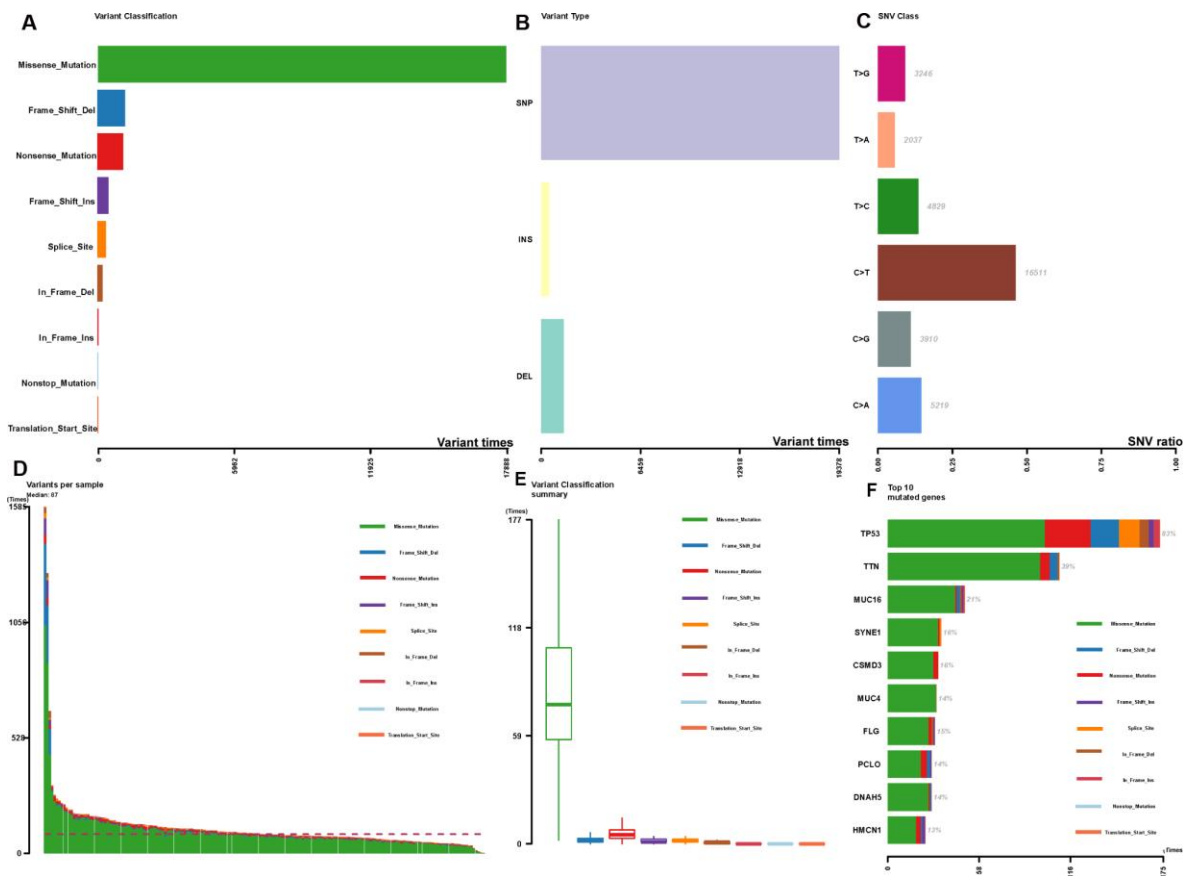 A
Variant Classification
Missense_Mutation
Frame_Shift_Del
Nonsense_Mutation
Frame_Shift_Ins
Splice_Site
In_Frame_Del
In_Frame_Ins
Nonstop_Mutation
Translation_Start_Site
Variant times
0
5962
11925
17888
B
Variant Type
SNP
INS
DEL
Variant times
0
6459
12918
19378
C
SNV Class
T>G
3246
T>A
2037
T>C
4829
C>T
16511
C>G
3910
C>A
5219
SNV ratio
0.00
0.25
0.50
0.75
1.00
D
Variants per sample
Median: 87
(Times)
1585
1056
528
0
Missense_Mutation
Frame_Shift_Del
Nonsense_Mutation
Frame_Shift_Ins
Splice_Site
In_Frame_Del
In_Frame_Ins
Nonstop_Mutation
Translation_Start_Site
E
Variant Classification
summary
(Times)
177
118
59
0
Missense_Mutation
Frame_Shift_Del
Nonsense_Mutation
Frame_Shift_Ins
Splice_Site
In_Frame_Del
In_Frame_Ins
Nonstop_Mutation
Translation_Start_Site
F
Top 10
mutated genes
TP53
TTN
39%
MUC16
21%
SYNE1
CSMD3
16%
MUC4
14%
FLG
15%
PCLO
14%
DNAH5
14%
HMCN1
13%
Missense_Mutation
Frame_Shift_Del
Nonsense_Mutation
Frame_Shift_Ins
Splice_Site
In_Frame_Del
In_Frame_Ins
Nonstop_Mutation
Translation_Start_Site
0
58